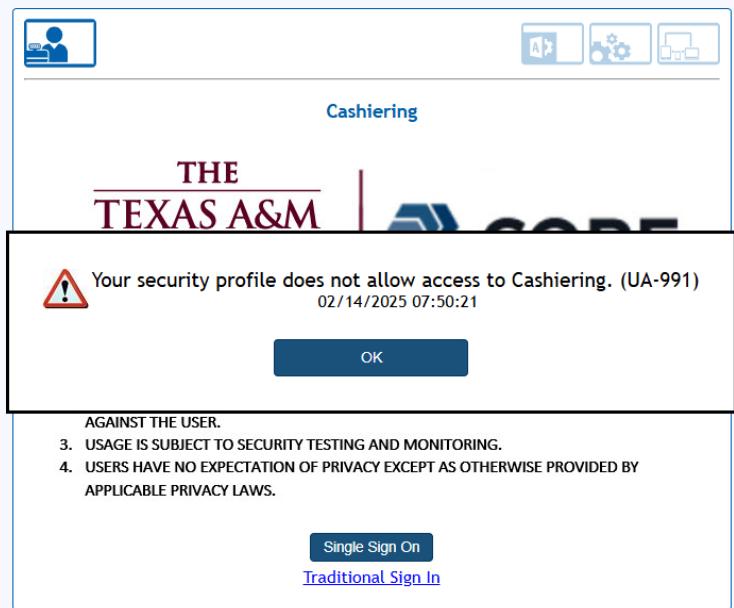 Cashiering
THE
TEXAS A&M
Your security profile does not allow access to Cashiering. (UA-991)
02/14/2025 07:50:21
OK
AGAINST THE USER.
3. USAGE IS SUBJECT TO SECURITY TESTING AND MONITORING.
4. USERS HAVE NO EXPECTATION OF PRIVACY EXCEPT AS OTHERWISE PROVIDED BY
APPLICABLE PRIVACY LAWS.
Single Sign On
Traditional Sign In